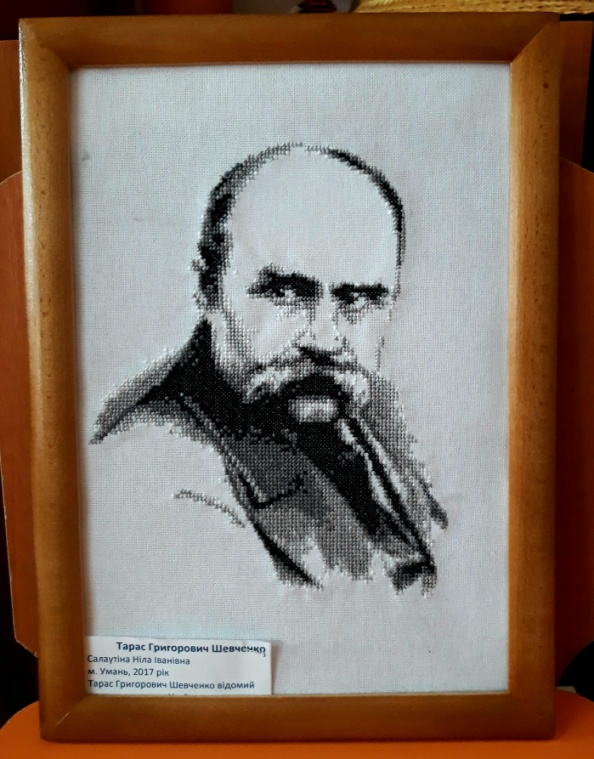 Тарас Григорович Шевченко
Салаутіна Ніла Іванівна
м. Умань, 2017 рік
Тарас Григорович Шевченко відомий